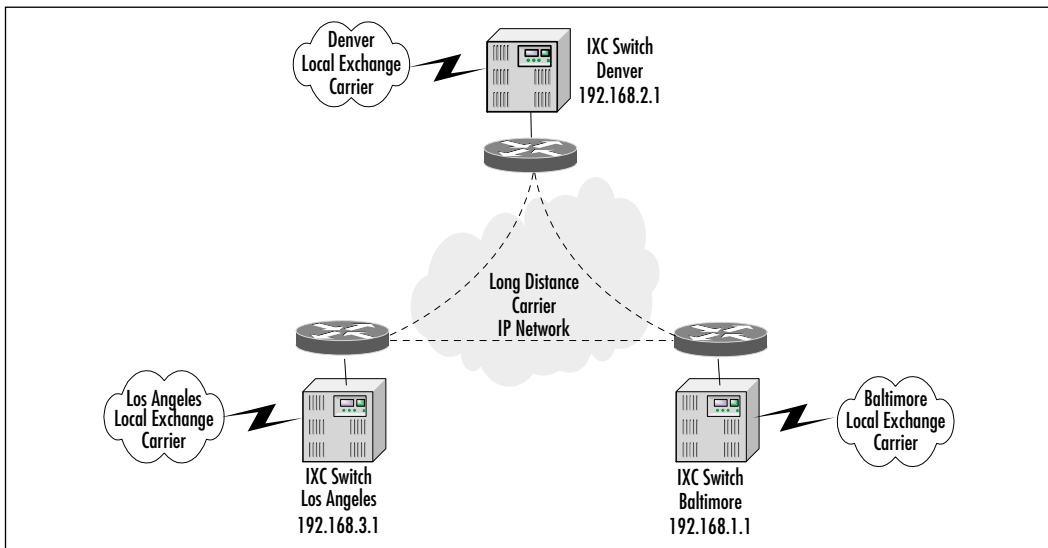 Denver
Local Exchange
Carrier
IXC Switch
Denver
192.168.2.1
Long Distance
Carrier
IP Network
Los Angeles
Local Exchange
Carrier
IXC Switch
Los Angeles
192.168.3.1
IXC Switch
Baltimore
192.168.1.1
Baltimore
Local Exchange
Carrier